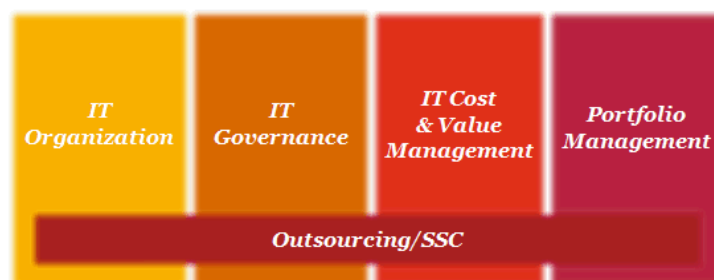 IT
Organization
IT
Governance
IT Cost
& Value
Management
Portfolio
Management
Outsourcing/SSC